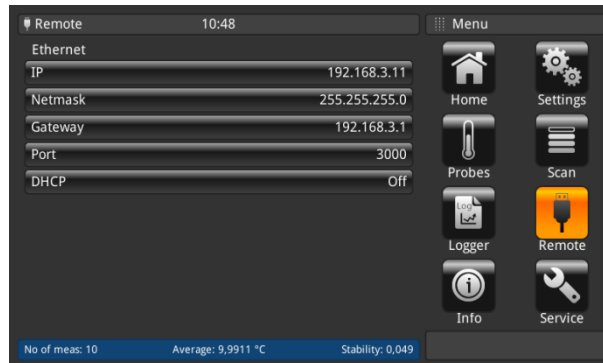 Remote 10:48
Ethernet
IP 192.168.3.11
Netmask 255.255.255.0
Gateway 192.168.3.1
Port 3000
DHCP Off
No of meas: 10 Average: 9,9911 °C Stability: 0,049
Menu
Home Settings
Probes Scan
Log
Logger Remote
Info Service